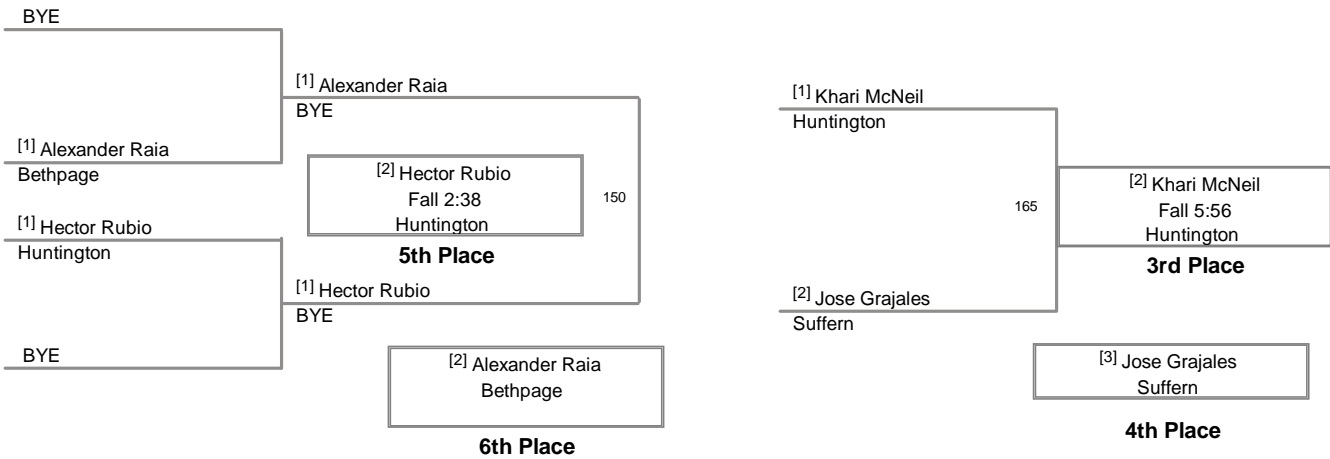 BYE
[1] Alexander Raia
BYE
[1] Alexander Raia
Bethpage
[2] Hector Rubio
Fall 2:38
Huntington
150
5th Place
[1] Hector Rubio
Huntington
[1] Hector Rubio
BYE
BYE
[2] Alexander Raia
Bethpage
6th Place
[1] Khari McNeil
Huntington
165
[2] Khari McNeil
Fall 5:56
Huntington
3rd Place
[2] Jose Grajales
Suffern
[3] Jose Grajales
Suffern
4th Place